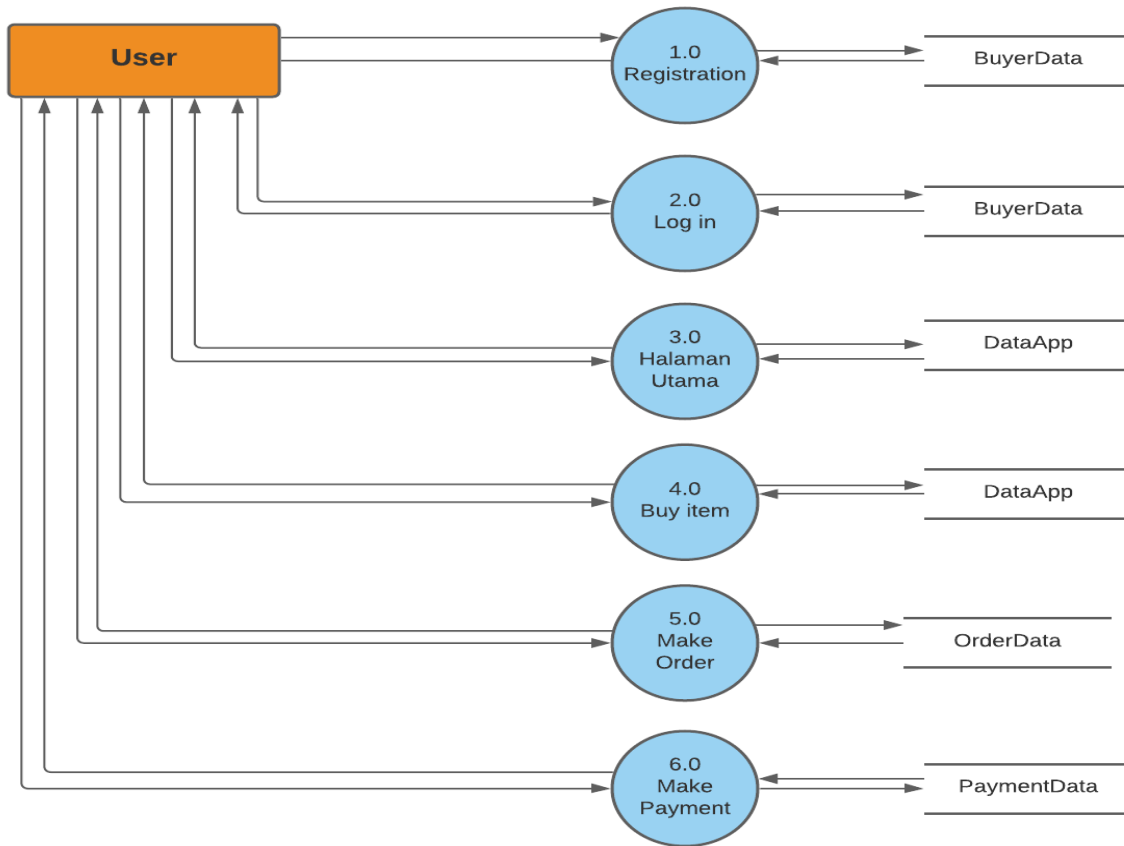 User
1.0
Registration
BuyerData
2.0
Log in
BuyerData
3.0
Halaman
Utama
DataApp
4.0
Buy item
DataApp
5.0
Make
Order
OrderData
6.0
Make
Payment
PaymentData